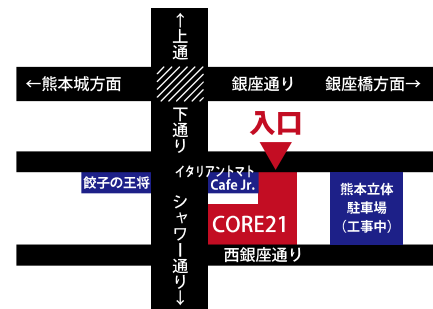 ↑上通
←熊本城方面
銀座通り
銀座橋方面→
下通り
入口
イタリアントマト
Cafe Jr.
餃子の王将
熊本立体
駐車場
（工事中）
シャワー通り↓
CORE21
西銀座通り